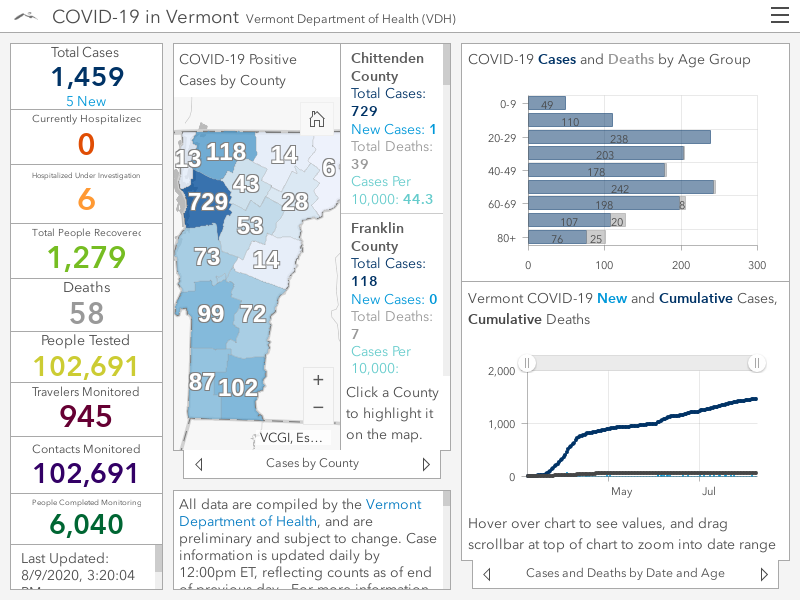 COVID-19 in Vermont Vermont Department of Health (VDH)
Total Cases
1,459
5 New
Currently Hospitalized
0
Hospitalized Under Investigation
6
Total People Recovered
1,279
Deaths
58
People Tested
102,691
Travelers Monitored
945
Contacts Monitored
102,691
People Completed Monitoring
6,040
Last Updated:
8/9/2020, 3:20:04
COVID-19 Positive
Cases by County
13 118 14 6
43
729 28
53
73 14
99 72
87 102
+
−
VCGI, Es...
Chittenden
County
Total Cases:
729
New Cases: 1
Total Deaths:
39
Cases Per
10,000: 44.3
Franklin
County
Total Cases:
118
New Cases: 0
Total Deaths:
7
Cases Per
10,000:
Click a County
to highlight it
on the map.
Cases by County
All data are compiled by the Vermont
Department of Health, and are
preliminary and subject to change. Case
information is updated daily by
12:00pm ET, reflecting counts as of end
of previous day. For more information
COVID-19 Cases and Deaths by Age Group
0-9 49
110
20-29 238
203
40-49 178
242
60-69 198 8
107 20
80+ 76 25
0 100 200 300
Vermont COVID-19 New and Cumulative Cases,
Cumulative Deaths
2,000
1,000
0
May Jul
Hover over chart to see values, and drag
scrollbar at top of chart to zoom into date range
Cases and Deaths by Date and Age